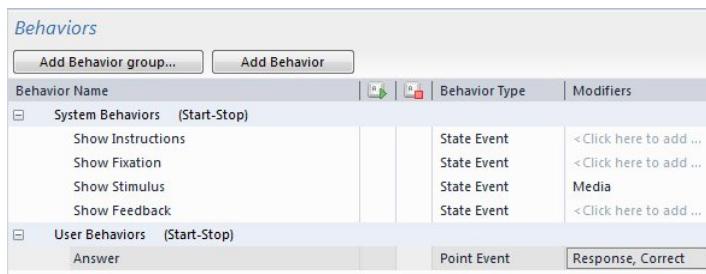 Behaviors
Add Behavior group... Add Behavior
Behavior Name Behavior Type Modifiers
System Behaviors (Start-Stop)
Show Instructions State Event <Click here to add ...
Show Fixation State Event <Click here to add ...
Show Stimulus State Event Media
Show Feedback State Event <Click here to add ...
User Behaviors (Start-Stop)
Answer Point Event Response, Correct